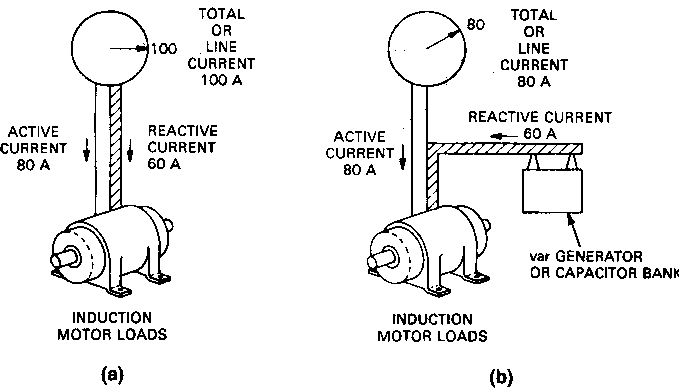 100
TOTAL
OR
LINE
CURRENT
100 A
ACTIVE
CURRENT
80 A
REACTIVE
CURRENT
60 A
INDUCTION
MOTOR LOADS
(a)
80
TOTAL
OR
LINE
CURRENT
80 A
REACTIVE CURRENT
60 A
ACTIVE
CURRENT
80 A
var GENERATOR
OR CAPACITOR BANK
INDUCTION
MOTOR LOADS
(b)